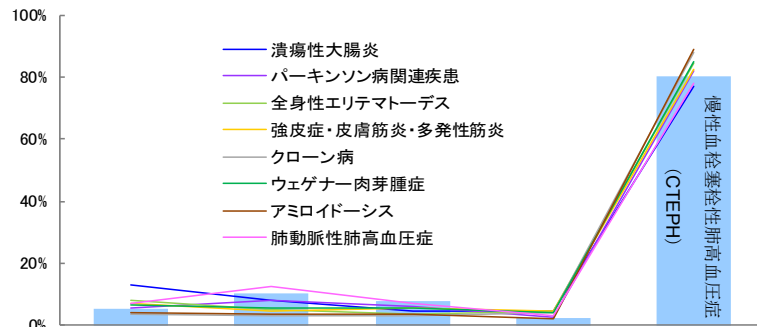 100%
80%
60%
40%
20%
0%
潰瘍性大腸炎
パーキンソン病関連疾患
全身性エリテマトーデス
強皮症・皮膚筋炎・多発性筋炎
クローン病
ウェゲナー肉芽腫症
アミロイドーシス
肺動脈性肺高血圧症
慢性血栓塞栓性肺高血圧症
(CTEPH)